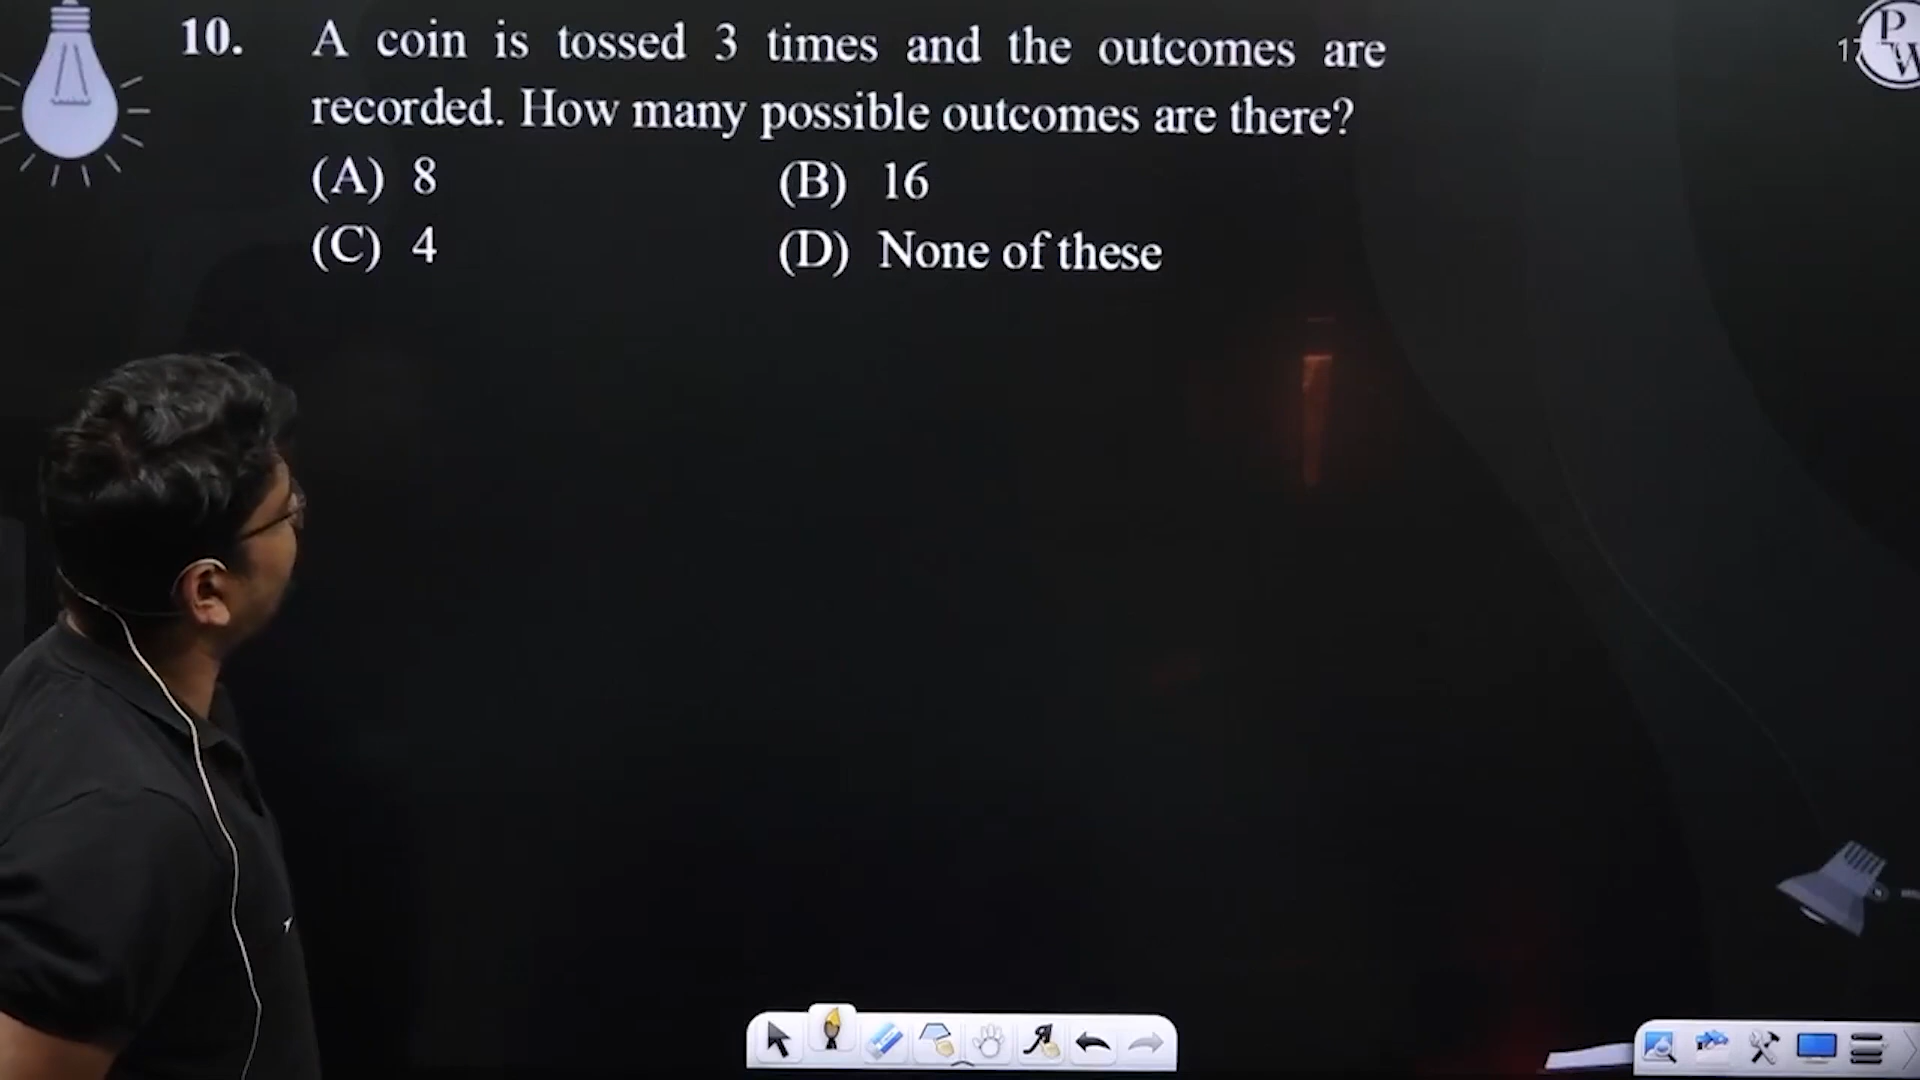 10. A coin is tossed 3 times and the outcomes are
recorded. How many possible outcomes are there?
(A) 8 (B) 16
(C) 4 (D) None of these
PW